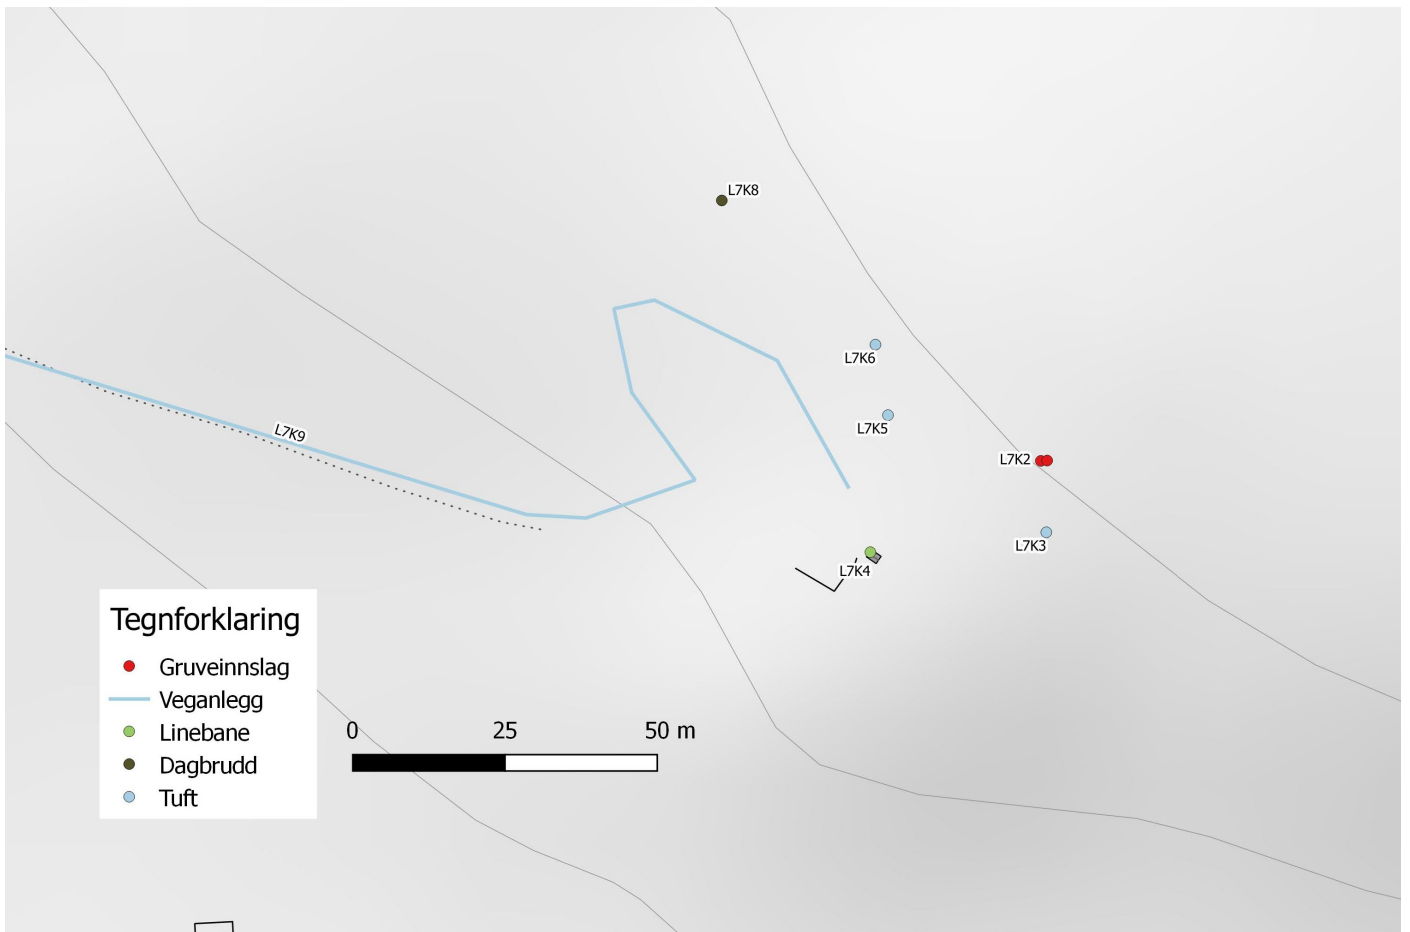 L7K8
L7K6
L7K5
L7K9
L7K2
L7K3
L7K4
Tegnforklaring
Gruveinnslag
Veganlegg
Linebane
Dagbrudd
Tuft
0 25 50 m